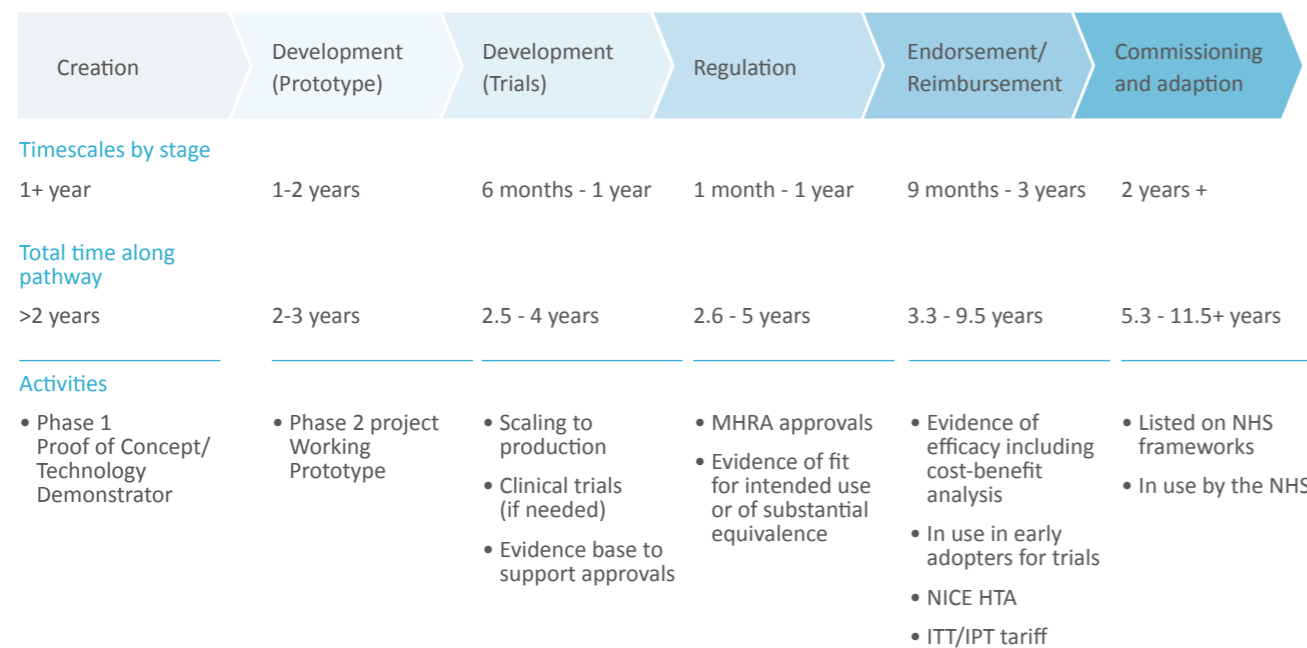 Creation
Development
(Prototype)
Development
(Trials)
Regulation
Endorsement/
Reimbursement
Commissioning
and adaption
Timescales by stage
1+ year
1-2 years
6 months - 1 year
1 month - 1 year
9 months - 3 years
2 years +
Total time along
pathway
>2 years
2-3 years
2.5 - 4 years
2.6 - 5 years
3.3 - 9.5 years
5.3 - 11.5+ years
Activities
• Phase 1
Proof of Concept/
Technology
Demonstrator
• Phase 2 project
Working
Prototype
• Scaling to
production
• Clinical trials
(if needed)
• Evidence base to
support approvals
• MHRA approvals
• Evidence of fit
for intended use
or of substantial
equivalence
• Evidence of
efficacy including
cost-benefit
analysis
• In use in early
adopters for trials
• NICE HTA
• ITT/IPT tariff
• Listed on NHS
frameworks
• In use by the NHS